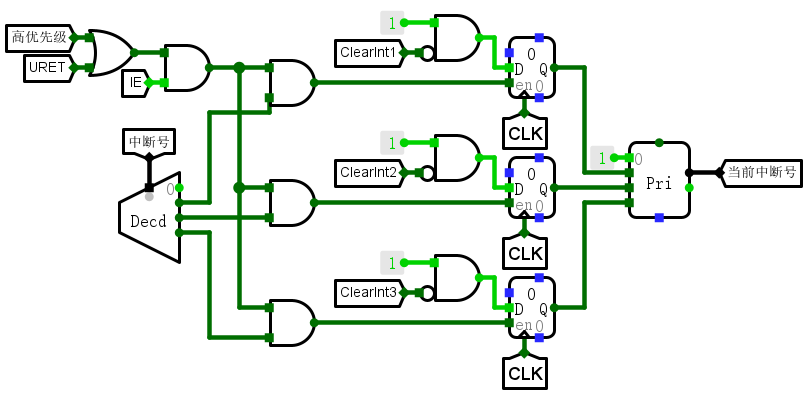 高优先级
URET
IE
中断号
0
Decd
1
ClearInt1
0
D Q
en 0
CLK
1
ClearInt2
0
D Q
en 0
CLK
1
ClearInt3
0
D Q
en 0
CLK
1
0
Pri
当前中断号